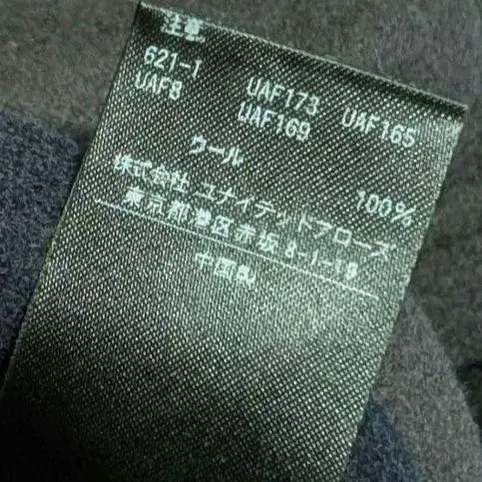 注意
621-1 UAF173 UAF165
UAF8 UAF169
ウール 100%
株式会社 ユナイテッドアローズ
東京都港区赤坂8-1-19
中国製